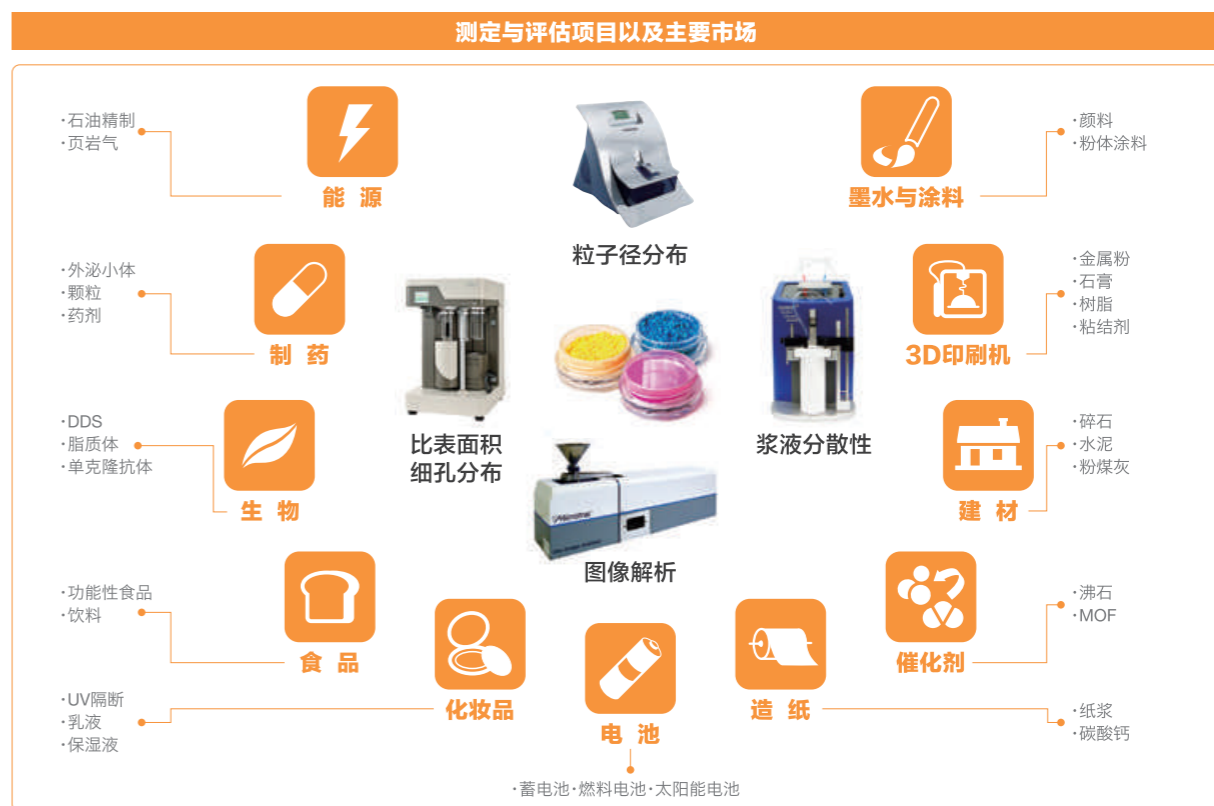 测定与评估项目以及主要市场
·石油精制
·页岩气
能源
粒子径分布
墨水与涂料
·颜料
·粉体涂料
·外泌小体
·颗粒
·药剂
制药
比表面积
细孔分布
浆液分散性
3D印刷机
·金属粉
·石膏
·树脂
·粘结剂
·DDS
·脂质体
·单克隆抗体
生物
图像解析
建材
·碎石
·水泥
·粉煤灰
·功能性食品
·饮料
食品
催化剂
·沸石
·MOF
·UV隔断
·乳液
·保湿液
化妆品
电池
·蓄电池·燃料电池·太阳能电池
造纸
·纸浆
·碳酸钙